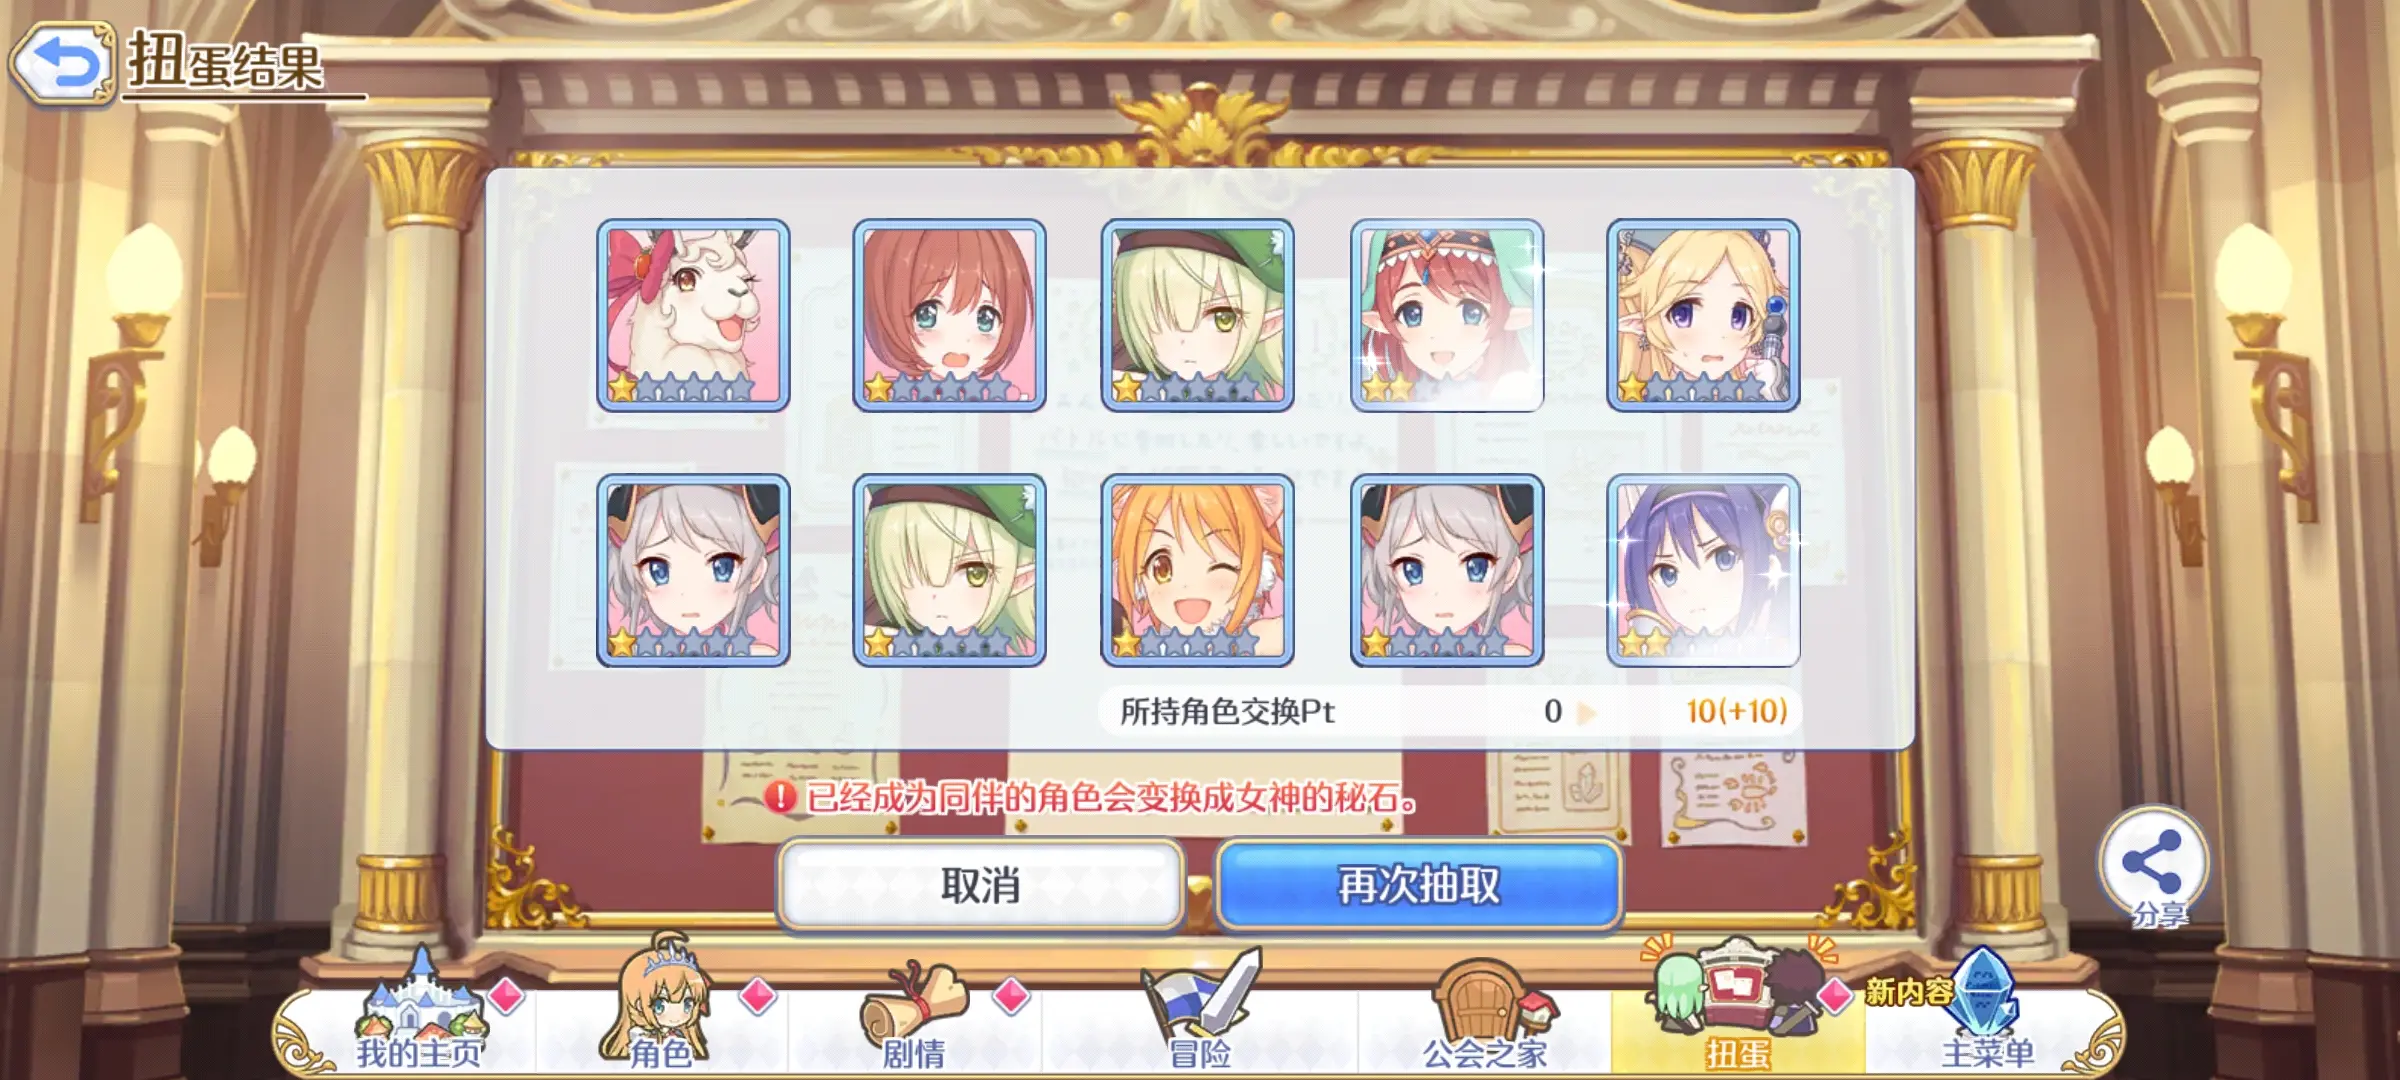 扭蛋结果
所持角色交换Pt 0 10(+10)
已经成为同伴的角色会变换成女神的秘石。
取消
再次抽取
分享
新内容
我的主页
角色
剧情
冒险
公会之家
扭蛋
主菜单